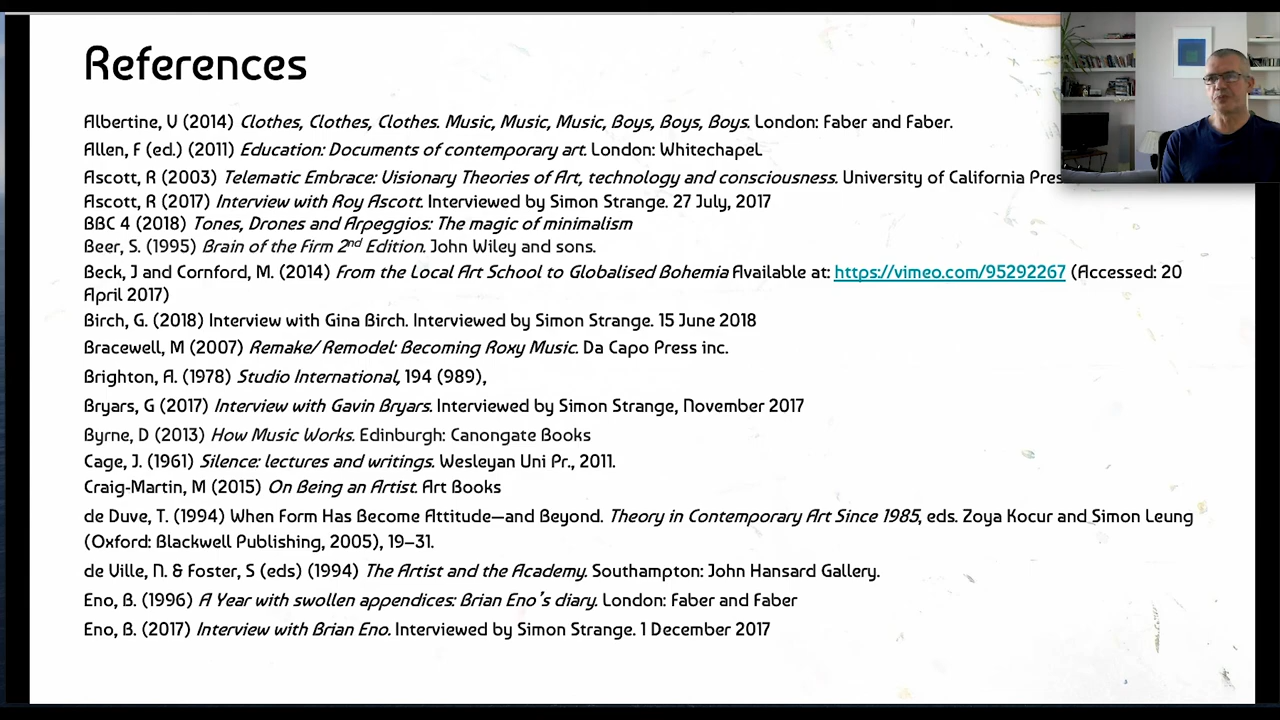 References
Albertine, V (2014) Clothes, Clothes, Clothes. Music, Music, Music, Boys, Boys, Boys. London: Faber and Faber.
Allen, F (ed.) (2011) Education: Documents of contemporary art. London: Whitechapel.
Ascott, R (2003) Telematic Embrace: Visionary Theories of Art, technology and consciousness. University of California
Ascott, R (2017) Interview with Roy Ascott. Interviewed by Simon Strange. 27 July, 2017
BBC 4 (2018) Tones, Drones and Arpeggios: The magic of minimalism
Beer, S. (1995) Brain of the Firm 2nd Edition. John Wiley and sons.
Beck, J and Cornford, M. (2014) From the Local Art School to Globalised Bohemia Available at: https://vimeo.com/95292267 (Accessed: 20
April 2017)
Birch, G. (2018) Interview with Gina Birch. Interviewed by Simon Strange. 15 June 2018
Bracewell, M (2007) Remake/ Remodel: Becoming Roxy Music. Da Capo Press inc.
Brighton, A. (1978) Studio International, 194 (989),
Bryars, G (2017) Interview with Gavin Bryars. Interviewed by Simon Strange, November 2017
Byrne, D (2013) How Music Works. Edinburgh: Canongate Books
Cage, J. (1961) Silence: lectures and writings. Wesleyan Uni Pr., 2011.
Craig-Martin, M (2015) On Being an Artist. Art Books
de Duve, T. (1994) When Form Has Become Attitude—and Beyond. Theory in Contemporary Art Since 1985, eds. Zoya Kocur and Simon Leung
(Oxford: Blackwell Publishing, 2005), 19–31.
de Ville, N. & Foster, S (eds) (1994) The Artist and the Academy. Southampton: John Hansard Gallery.
Eno, B. (1996) A Year with swollen appendices: Brian Eno's diary. London: Faber and Faber
Eno, B. (2017) Interview with Brian Eno. Interviewed by Simon Strange. 1 December 2017